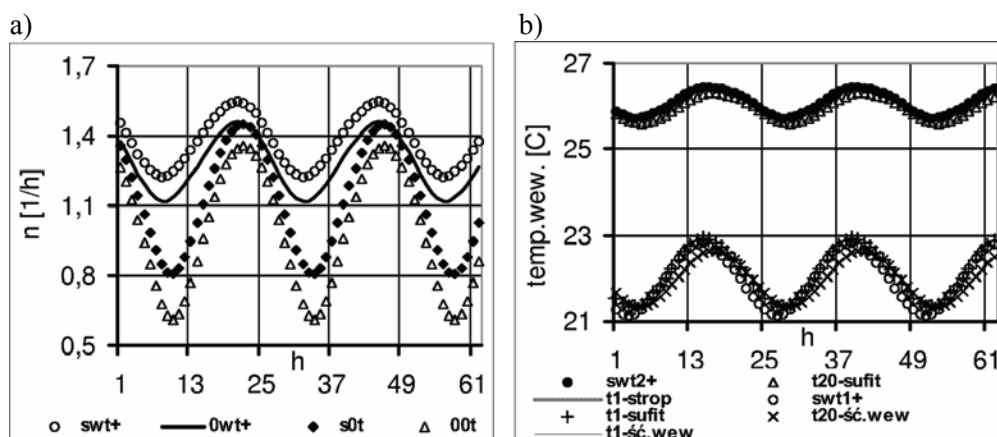 a)
1,7
1,4
1,1
0,8
0,5
n [1/h]
h
1 13 25 37 49 61
swt+ 0wt+ s0t 00t
b)
27
25
23
21
temp.wew. [C]
h
1 13 25 37 49 61
swt2+ t20-sufit
t1-strop swt1+
t1-sufit t20-ść.wew
t1-ść.wew